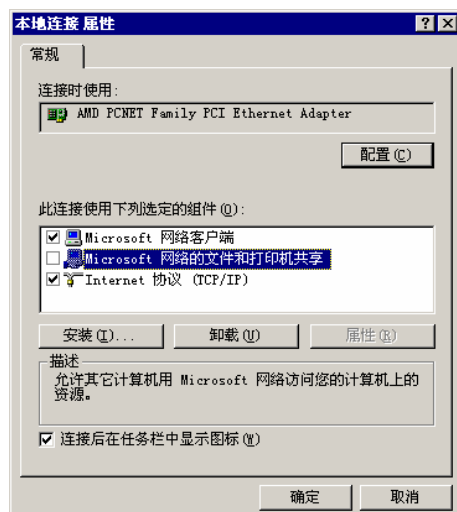 本地连接 属性
常规
连接时使用:
AMD PCNET Family PCI Ethernet Adapter
配置(C)
此连接使用下列选定的组件(O):
Microsoft 网络客户端
Microsoft 网络的文件和打印机共享
Internet 协议 (TCP/IP)
安装(I)... 卸载(U) 属性(R)
描述
允许其它计算机用 Microsoft 网络访问您的计算机上的
资源。
连接后在任务栏中显示图标(W)
确定 取消